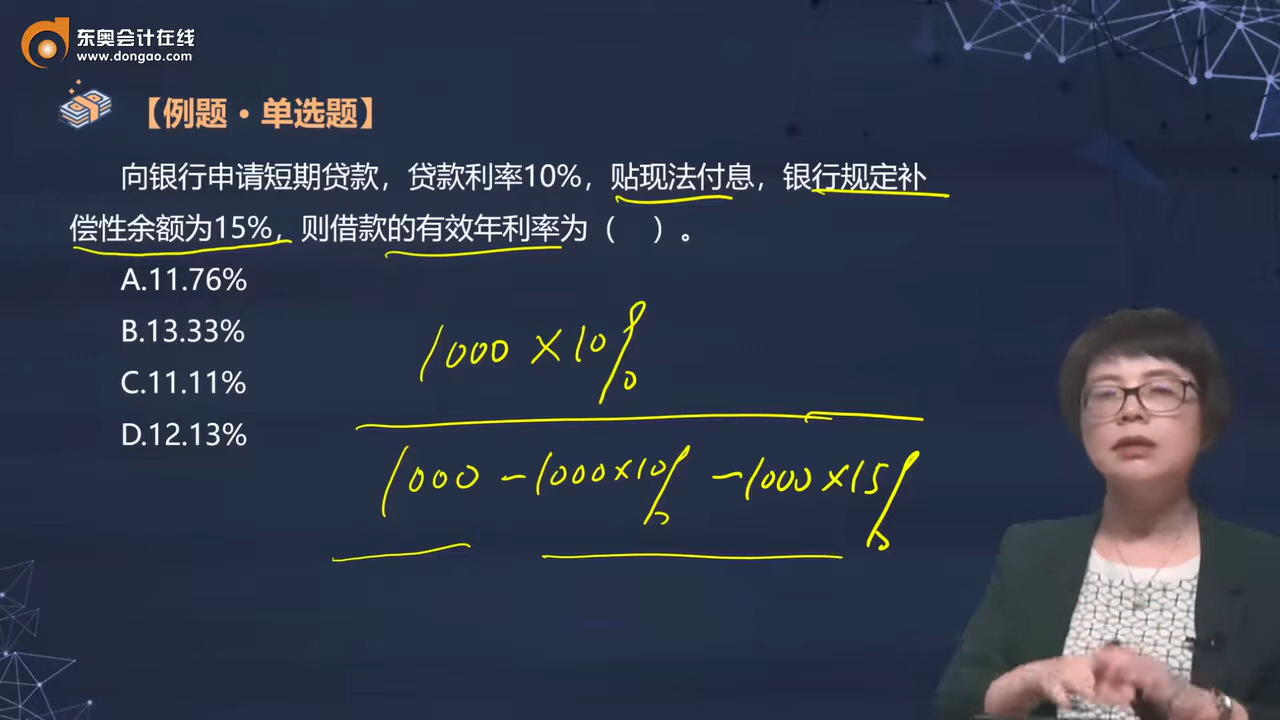 东奥会计在线
www.dongao.com
【例题·单选题】
向银行申请短期贷款，贷款利率10%，贴现法付息，银行规定补
偿性余额为15%，则借款的有效年利率为（ ）。
A.11.76%
B.13.33%
C.11.11%
D.12.13%
1000×10%
1000-1000×10%-1000×15%